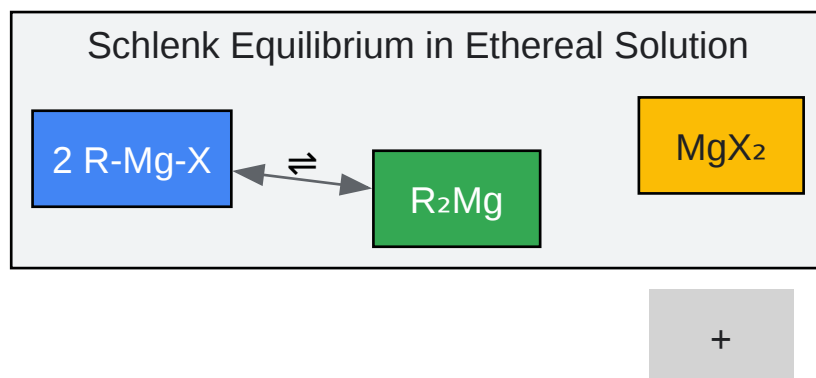 Schlenk Equilibrium in Ethereal Solution
2 R-Mg-X
⇌
R₂Mg
MgX₂
+